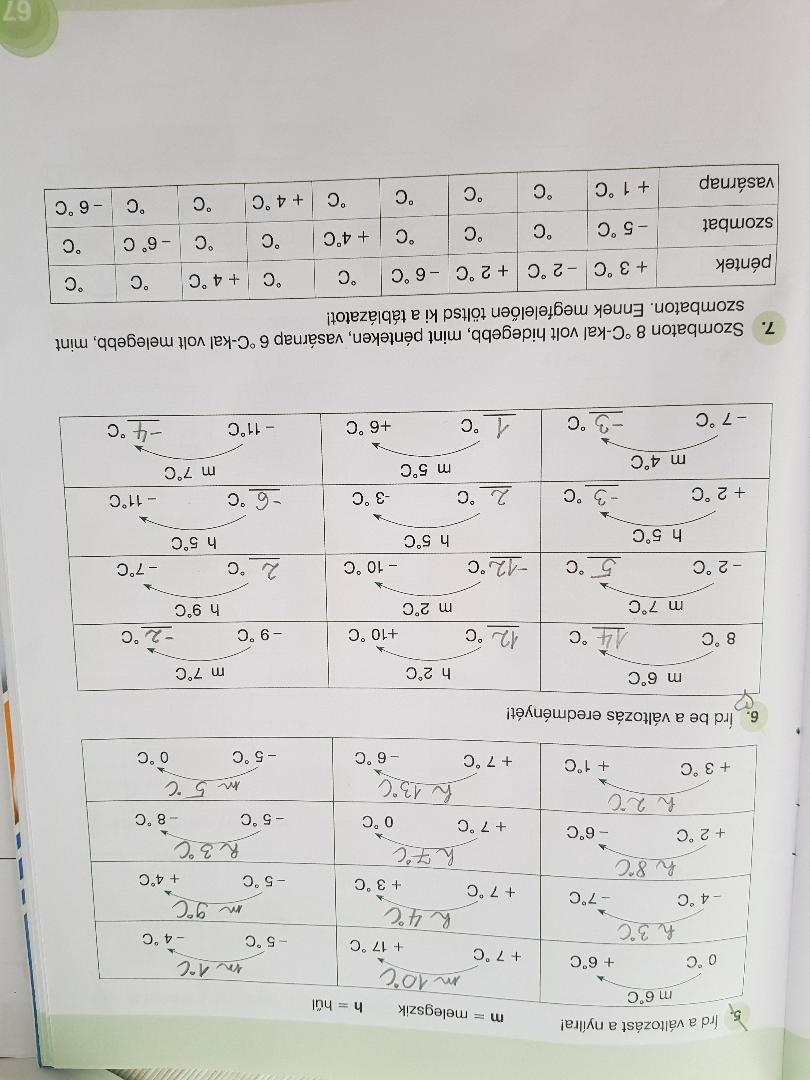 5. Írd a változást a nyílra! m = melegszik h = hűl
m 6°C m 10°C m 1°C
0 °C + 6°C + 7 °C + 17 °C – 5 °C – 4 °C
h 3°C h 4°C m 9°C
– 4 °C – 7°C + 7 °C + 3 °C – 5 °C + 4°C
h 8°C h 7°C h 3°C
+ 2 °C – 6°C + 7 °C 0 °C – 5 °C – 8 °C
h 2°C h 13°C m 5°C
+ 3 °C + 1°C + 7 °C – 6 °C – 5 °C 0 °C
6. Írd be a változás eredményét!
m 6°C h 2°C m 7°C
8 °C 14 °C 12 °C +10 °C – 9 °C -2 °C
m 7°C m 2°C h 9°C
– 2 °C 5 °C -12 °C – 10 °C 2 °C – 7°C
h 5°C h 5°C h 5°C
+ 2 °C -3 °C 2 °C -3 °C -6 °C – 11°C
m 4°C m 5°C m 7°C
– 7 °C -3 °C 1 °C +6 °C – 11°C -4 °C
7. Szombaton 8 °C-kal volt hidegebb, mint pénteken, vasárnap 6 °C-kal volt melegebb, mint
szombaton. Ennek megfelelően töltsd ki a táblázatot!
péntek + 3 °C – 2 °C + 2 °C – 6 °C °C °C + 4 °C °C °C
szombat – 5 °C °C °C °C + 4°C °C °C – 6° C °C
vasárnap + 1 °C °C °C °C °C + 4 °C °C °C – 6 °C
67